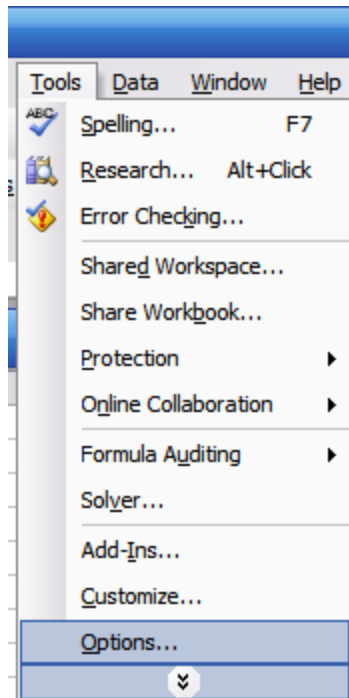 Tools Data Window Help
ABC
Spelling... F7
Research... Alt+Click
Error Checking...
Shared Workspace...
Share Workbook...
Protection
Online Collaboration
Formula Auditing
Solver...
Add-Ins...
Customize...
Options...